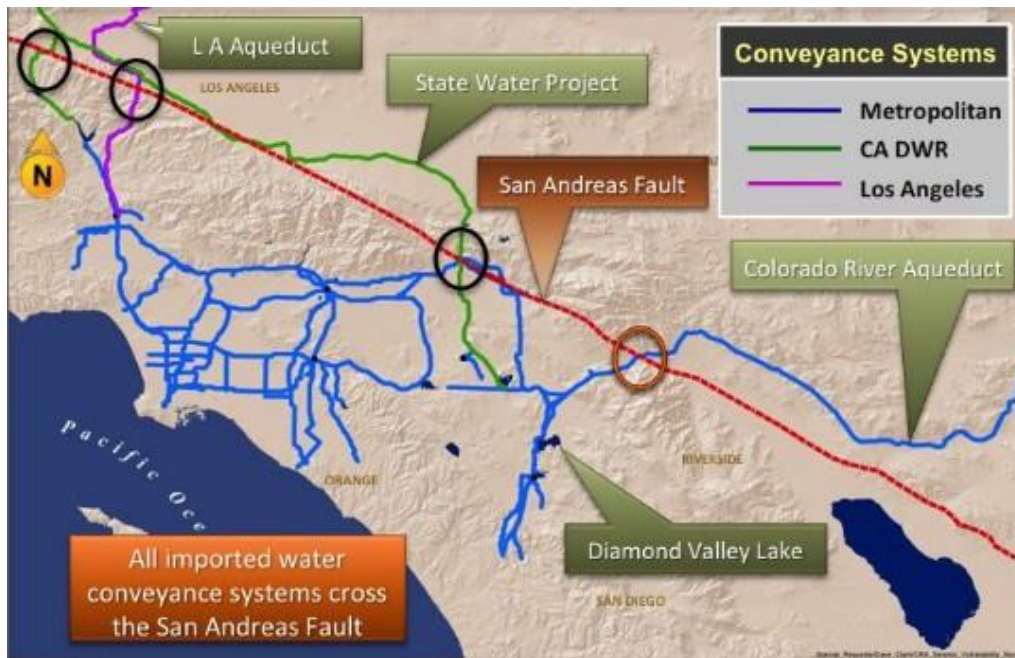 L A Aqueduct
LOS ANGELES
State Water Project
Conveyance Systems
Metropolitan
CA DWR
Los Angeles
N
San Andreas Fault
Colorado River Aqueduct
Pacific Oce
ORANGE
RIVERSIDE
Diamond Valley Lake
SAN DIEGO
All imported water
conveyance systems cross
the San Andreas Fault